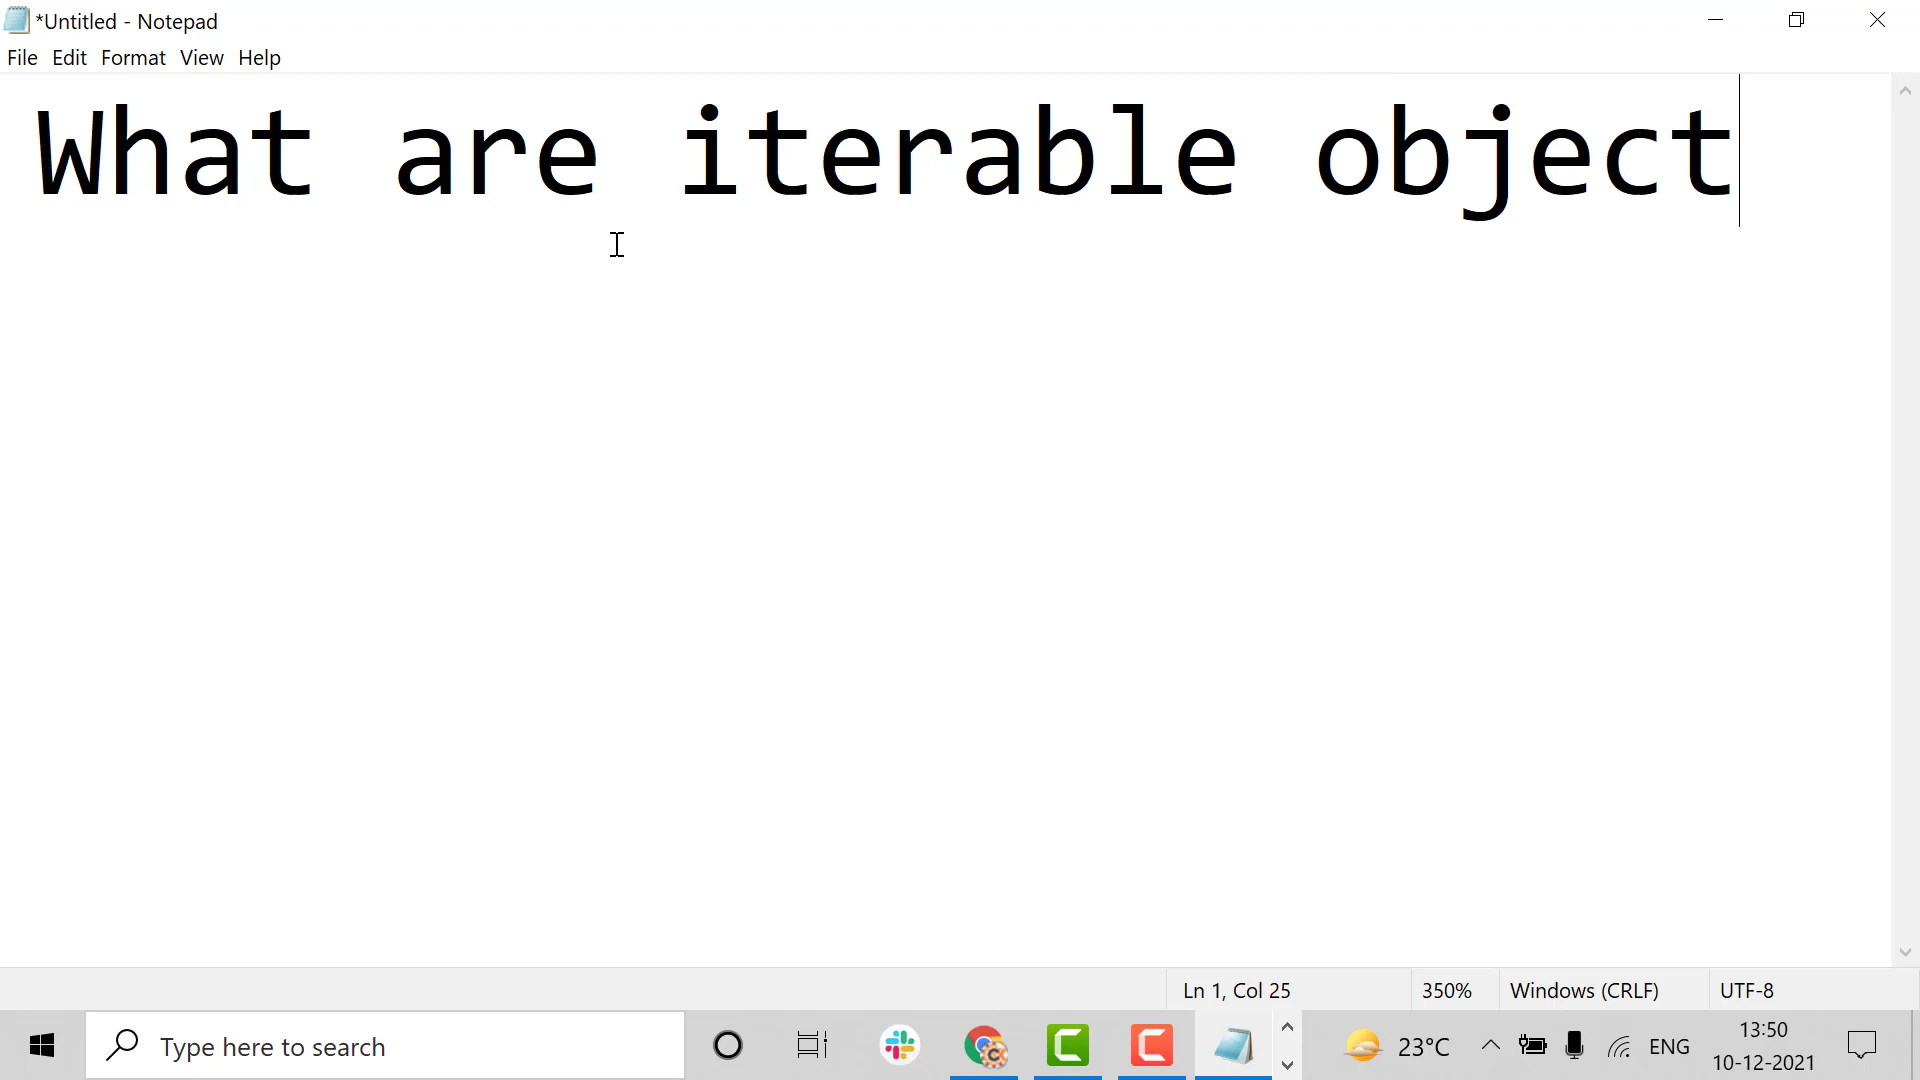 *Untitled - Notepad
File Edit Format View Help
What are iterable object
Ln 1, Col 25 350% Windows (CRLF) UTF-8
Type here to search 23°C ENG 13:50
10-12-2021